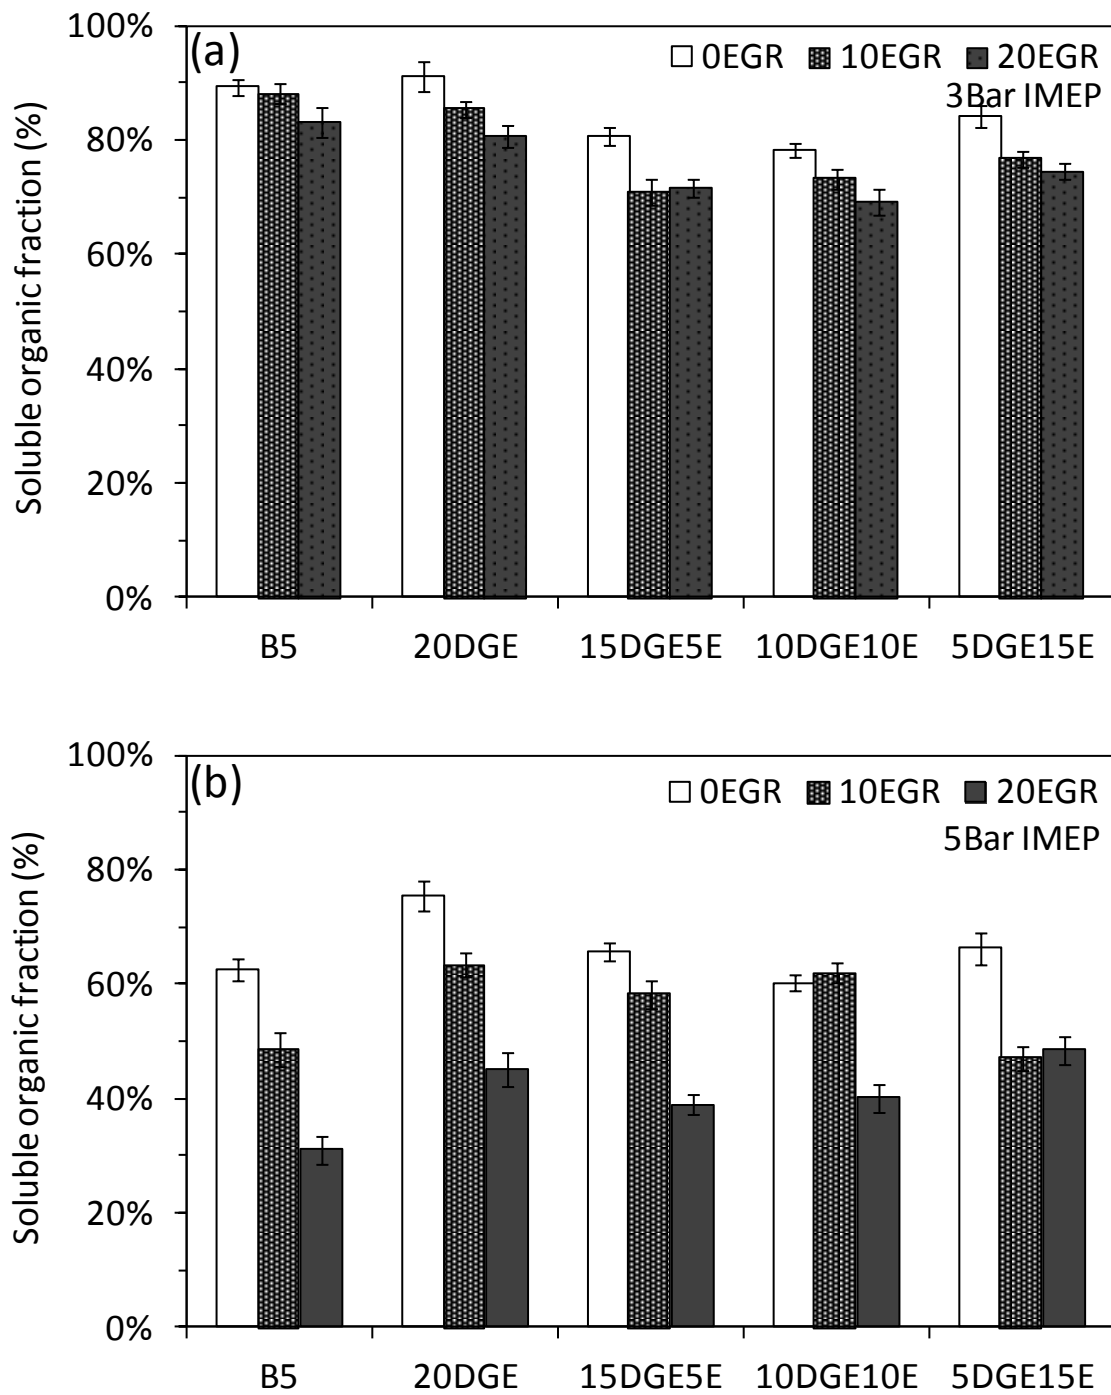 100%
(a)
0EGR 10EGR 20EGR
3Bar IMEP
80%
60%
40%
20%
0%
Soluble organic fraction (%)
B5 20DGE 15DGE5E 10DGE10E 5DGE15E
100%
(b)
0EGR 10EGR 20EGR
5Bar IMEP
80%
60%
40%
20%
0%
Soluble organic fraction (%)
B5 20DGE 15DGE5E 10DGE10E 5DGE15E